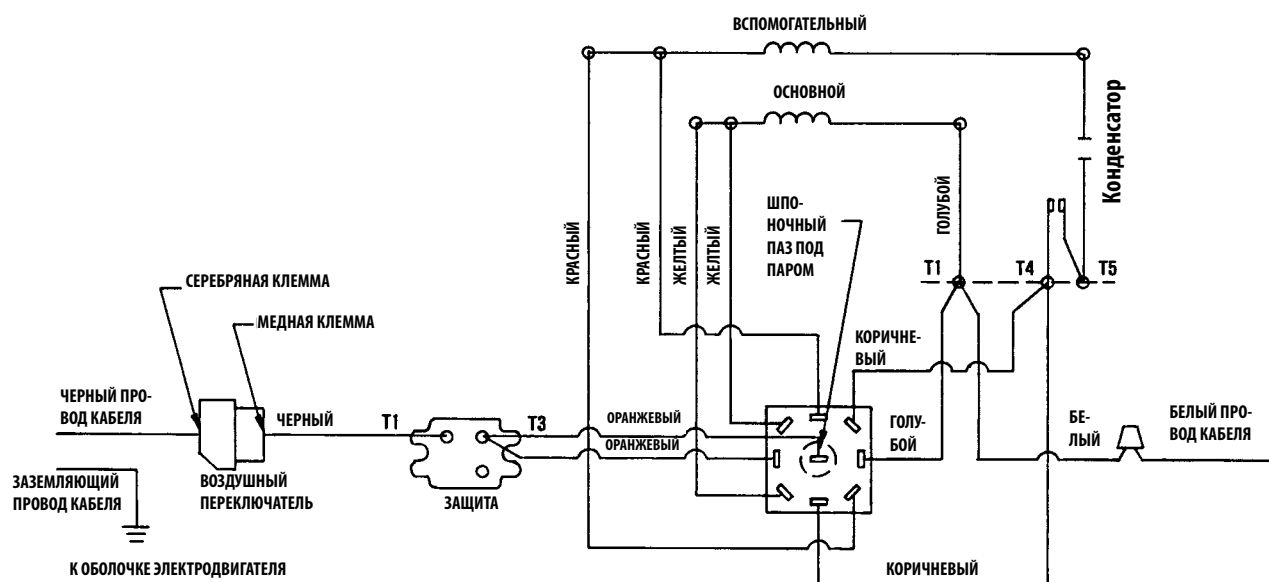 ВСПОМОГАТЕЛЬНЫЙ
ОСНОВНОЙ
Конденсатор
КРАСНЫЙ
КРАСНЫЙ
ЖЕЛТЫЙ
ЖЕЛТЫЙ
ШПО-
НОЧНЫЙ
ПАЗ ПОД
ПАРОМ
ГОЛУБОЙ
T1
T4
T5
СЕРЕБРЯНАЯ КЛЕММА
МЕДНАЯ КЛЕММА
КОРИЧНЕ-
ВЫЙ
ЧЕРНЫЙ ПРО-
ВОД КАБЕЛЯ
ЧЕРНЫЙ
T1
T3
ОРАНЖЕВЫЙ
ОРАНЖЕВЫЙ
ГОЛУ-
БОЙ
БЕ-
ЛЫЙ
БЕЛЫЙ ПРО-
ВОД КАБЕЛЯ
ЗАЗЕМЛЯЮЩИЙ
ПРОВОД КАБЕЛЯ
ВОЗДУШНЫЙ
ПЕРЕКЛЮЧАТЕЛЬ
ЗАЩИТА
К ОБОЛОЧКЕ ЭЛЕКТРОДВИГАТЕЛЯ
КОРИЧНЕВЫЙ